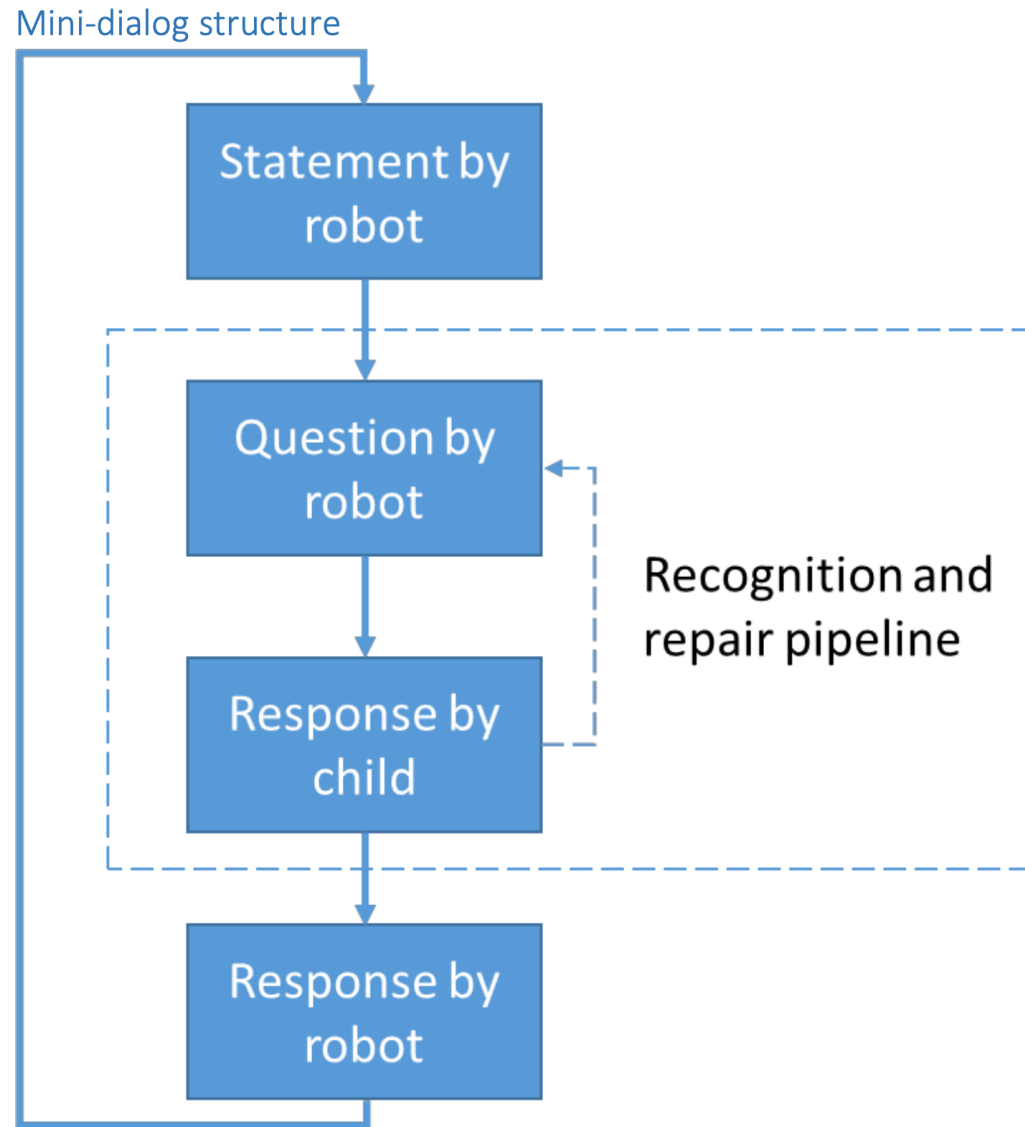 Mini-dialog structure
Statement by
robot
Question by
robot
Recognition and
repair pipeline
Response by
child
Response by
robot